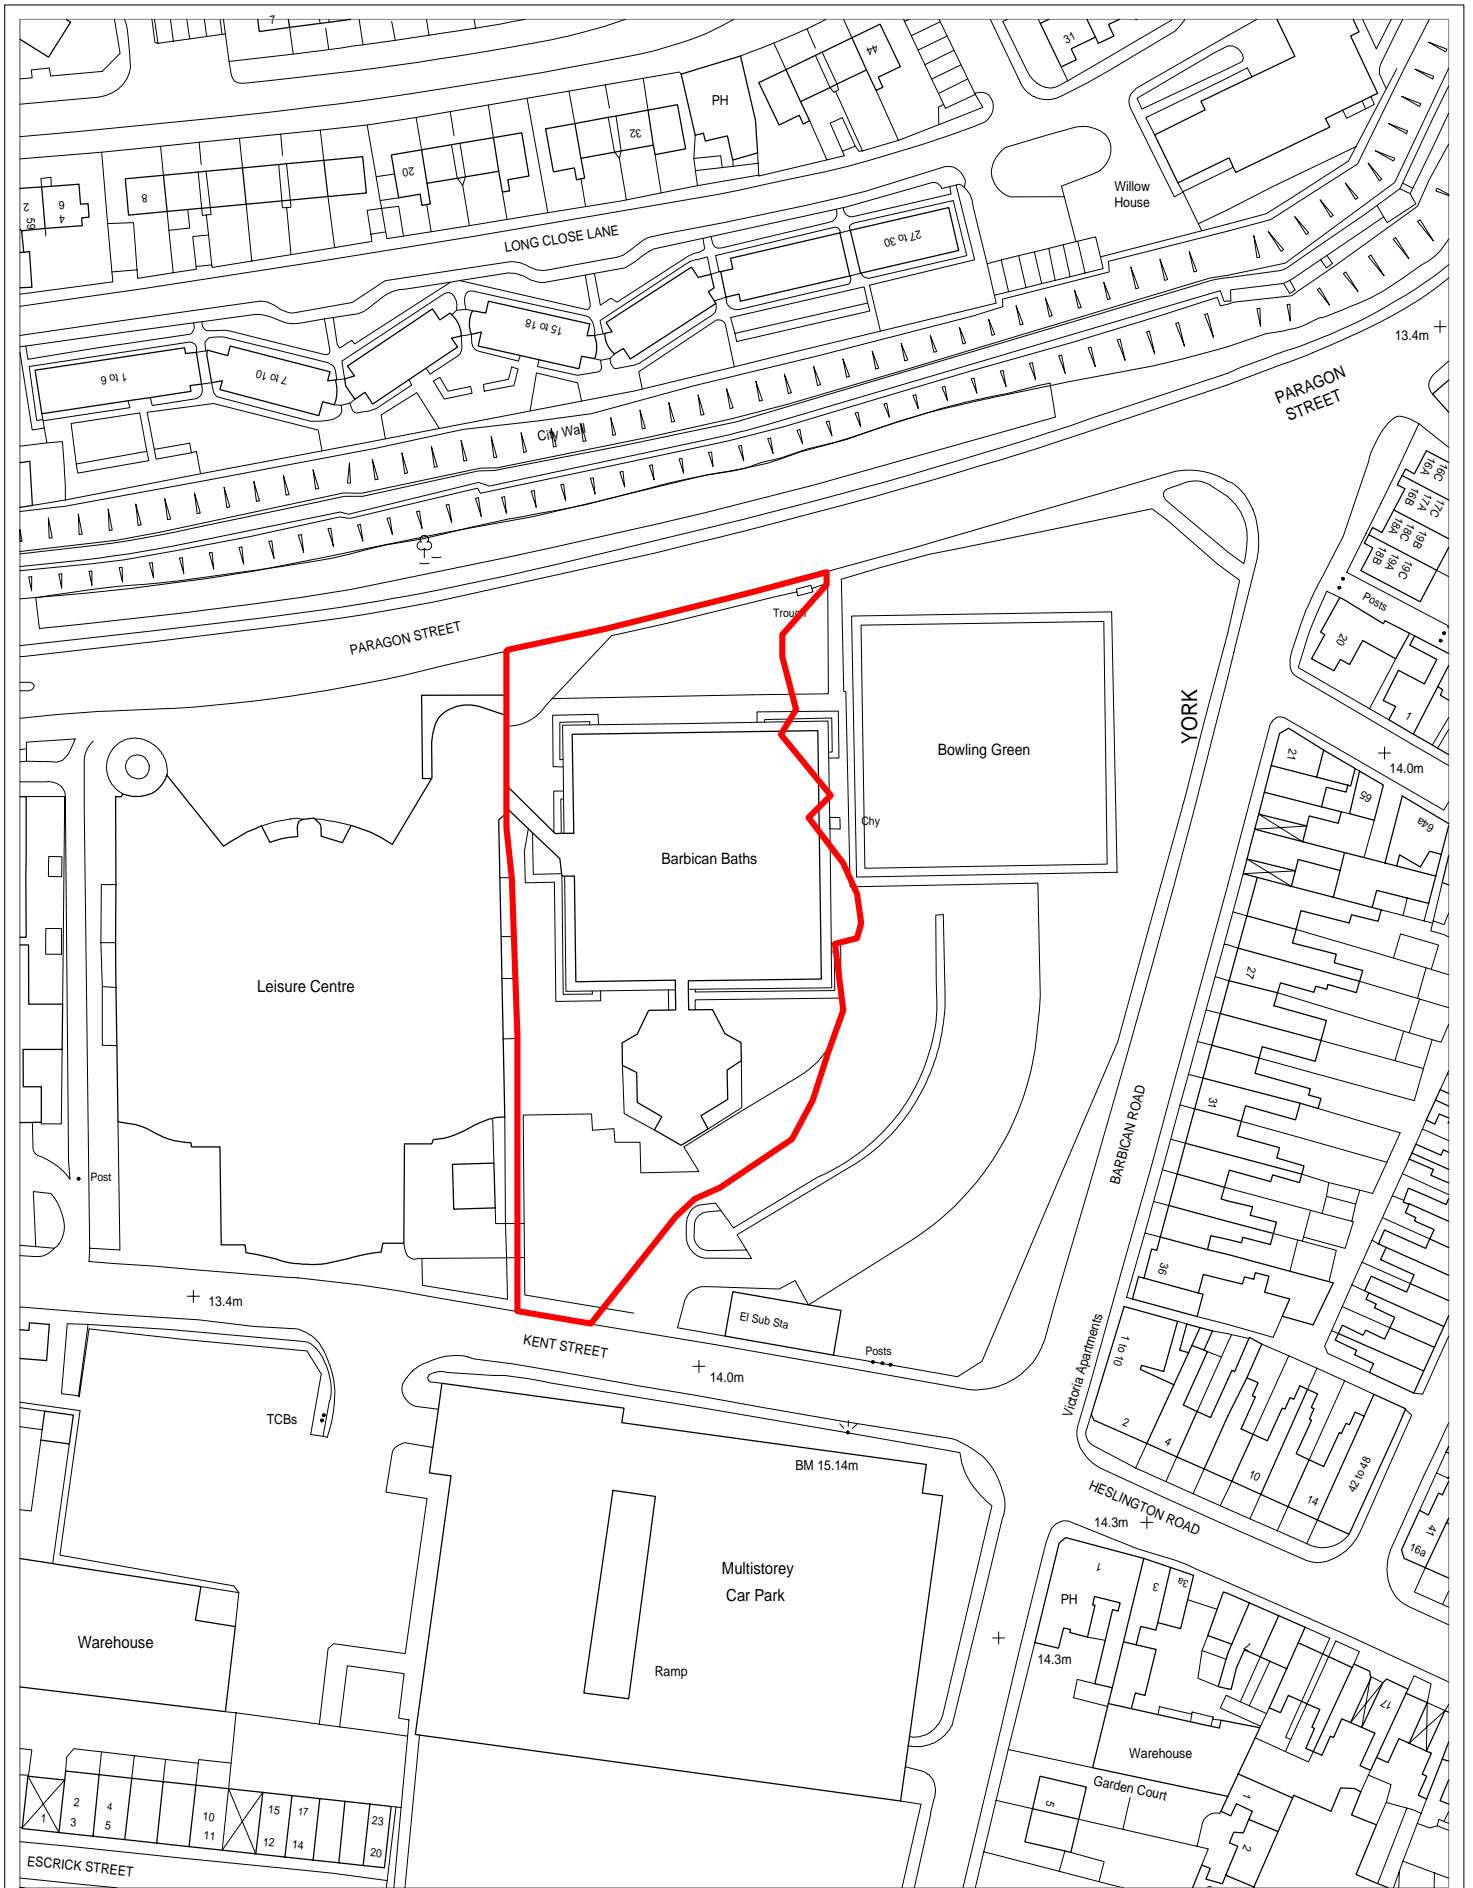 7
31
44
PH
32
20
8
2
59
6
4
Willow
House
LONG CLOSE LANE
27 to 30
15 to 18
7 to 10
1 to 6
City Wall
13.4m
PARAGON
STREET
16C
16A
17C
17A
16B
18C
18A
19B
19C
19A
18B
Posts
20
1
Trough
PARAGON STREET
YORK
Bowling Green
14.0m
21
65
64a
Chy
Barbican Baths
Leisure Centre
27
31
BARBICAN ROAD
Post
36
13.4m
El Sub Sta
KENT STREET
Posts
14.0m
Victoria Apartments
1 to 10
2
4
10
14
42 to 48
TCBs
BM 15.14m
HESLINGTON ROAD
14.3m
41
16a
Multistorey
Car Park
1
3
3a
PH
7
Warehouse
Ramp
14.3m
17
Warehouse
Garden Court
5
1
2
1
2
3
4
5
10
11
15
12
17
14
23
20
ESCRICK STREET